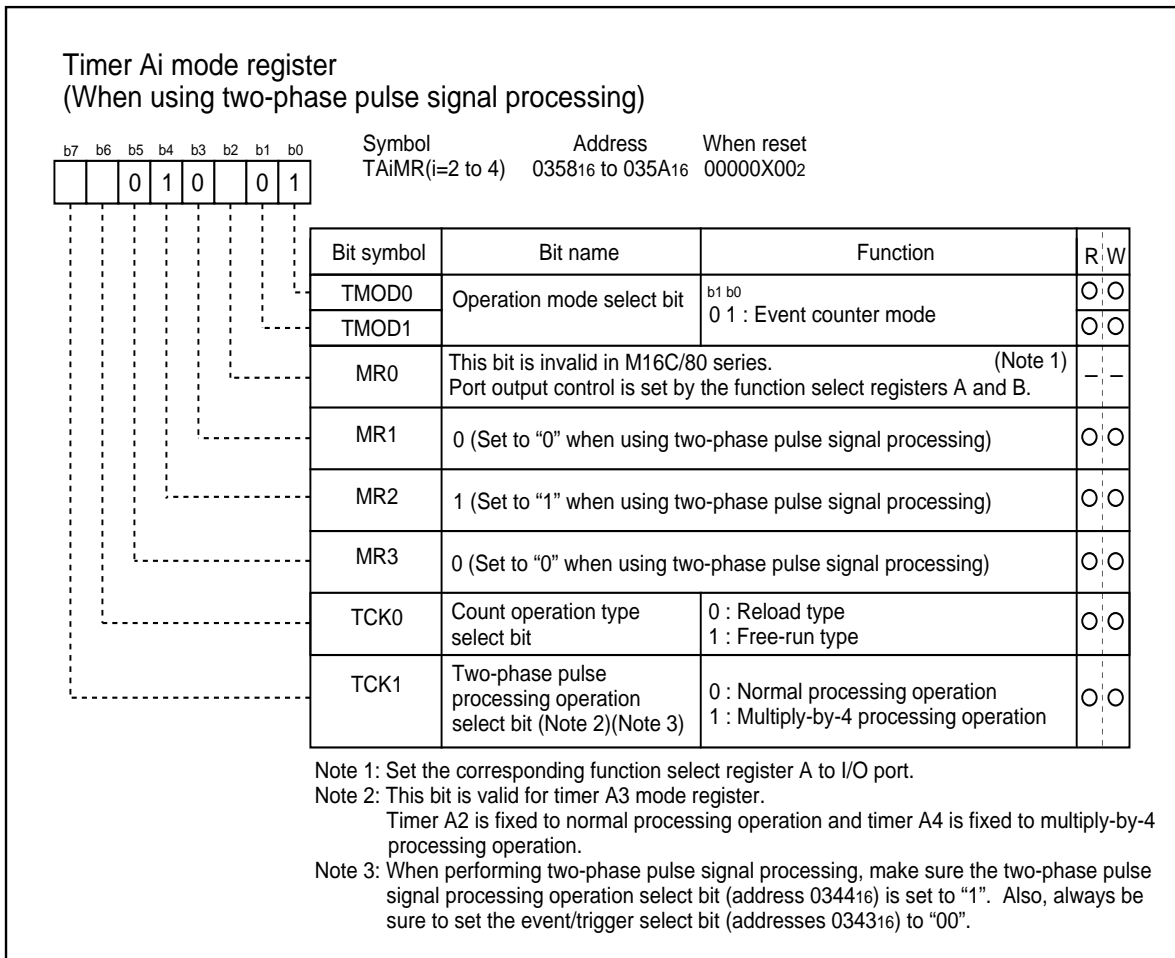 Timer Ai mode register
(When using two-phase pulse signal processing)
b7 b6 b5 b4 b3 b2 b1 b0
0 1 0 0 1
Symbol Address When reset
TAiMR(i=2 to 4) 035816 to 035A16 00000X002
Bit symbol Bit name Function R W
TMOD0
TMOD1
Operation mode select bit
b1 b0
0 1 : Event counter mode
MR0
This bit is invalid in M16C/80 series. (Note 1)
Port output control is set by the function select registers A and B.
– –
MR1
0 (Set to “0” when using two-phase pulse signal processing)
MR2
1 (Set to “1” when using two-phase pulse signal processing)
MR3
0 (Set to “0” when using two-phase pulse signal processing)
TCK0
Count operation type
select bit
0 : Reload type
1 : Free-run type
TCK1
Two-phase pulse
processing operation
select bit (Note 2)(Note 3)
0 : Normal processing operation
1 : Multiply-by-4 processing operation
Note 1: Set the corresponding function select register A to I/O port.
Note 2: This bit is valid for timer A3 mode register.
Timer A2 is fixed to normal processing operation and timer A4 is fixed to multiply-by-4
processing operation.
Note 3: When performing two-phase pulse signal processing, make sure the two-phase pulse
signal processing operation select bit (address 034416) is set to “1”. Also, always be
sure to set the event/trigger select bit (addresses 034316) to “00”.